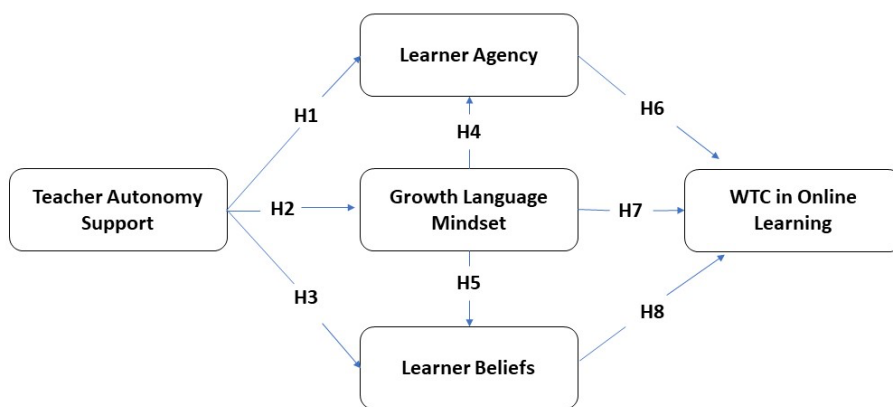 Learner Agency
H1
H6
H4
Teacher Autonomy
Support
H2
Growth Language
Mindset
H7
WTC in Online
Learning
H5
H3
H8
Learner Beliefs